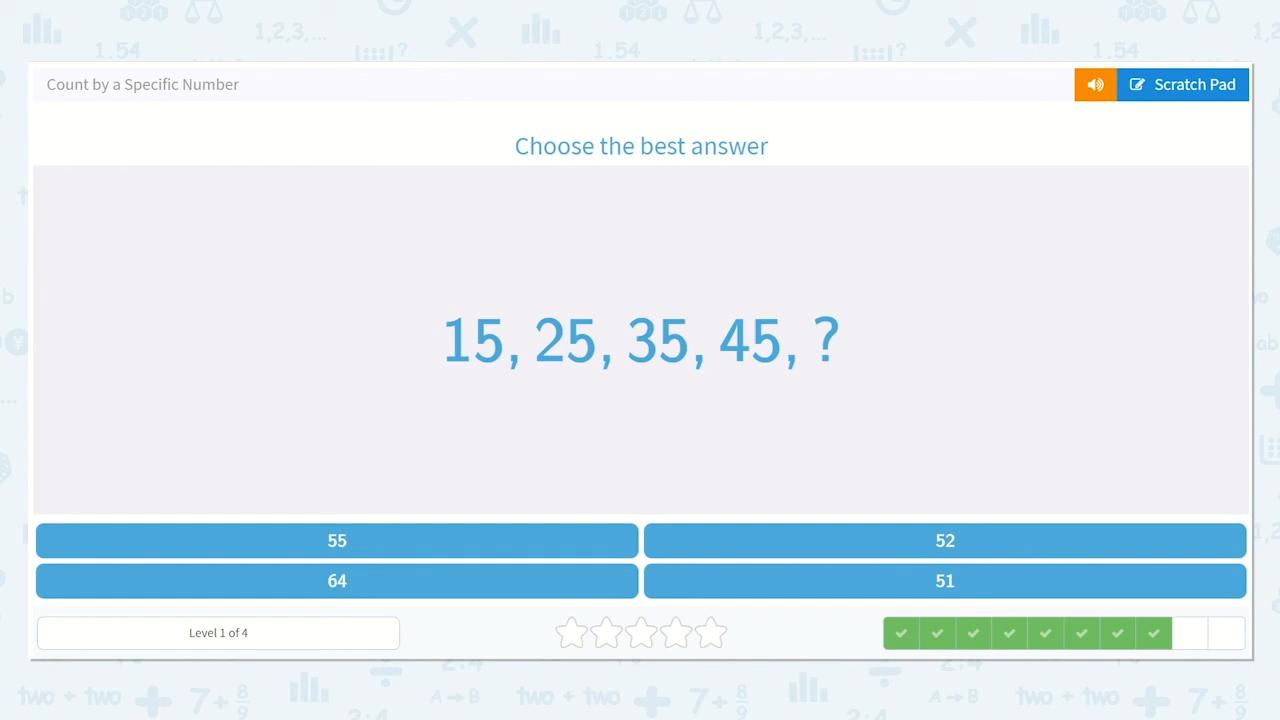 Count by a Specific Number
Scratch Pad
Choose the best answer
15, 25, 35, 45, ?
55
52
64
51
Level 1 of 4